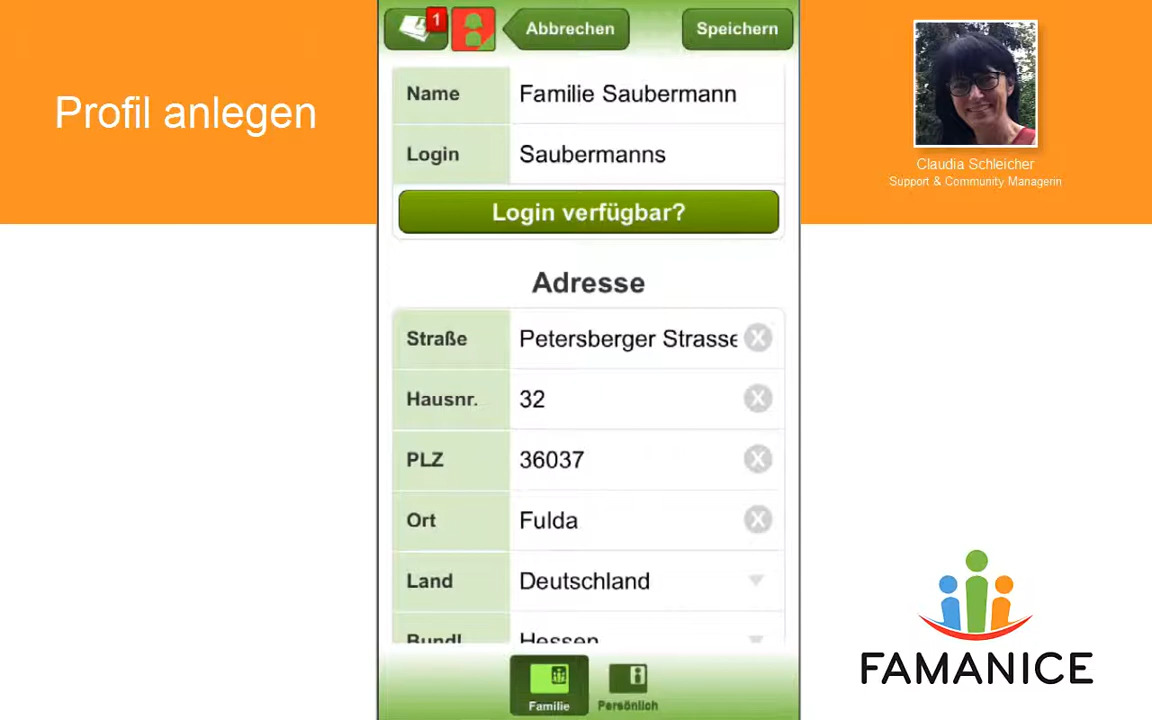 Profil anlegen
1
Abbrechen
Speichern
Name Familie Saubermann
Login Saubermanns
Login verfügbar?
Adresse
Straße Petersberger Strasse
Hausnr. 32
PLZ 36037
Ort Fulda
Land Deutschland
Bundl. Hessen
Familie
Persönlich
Claudia Schleicher
Support & Community Managerin
FAMANICE